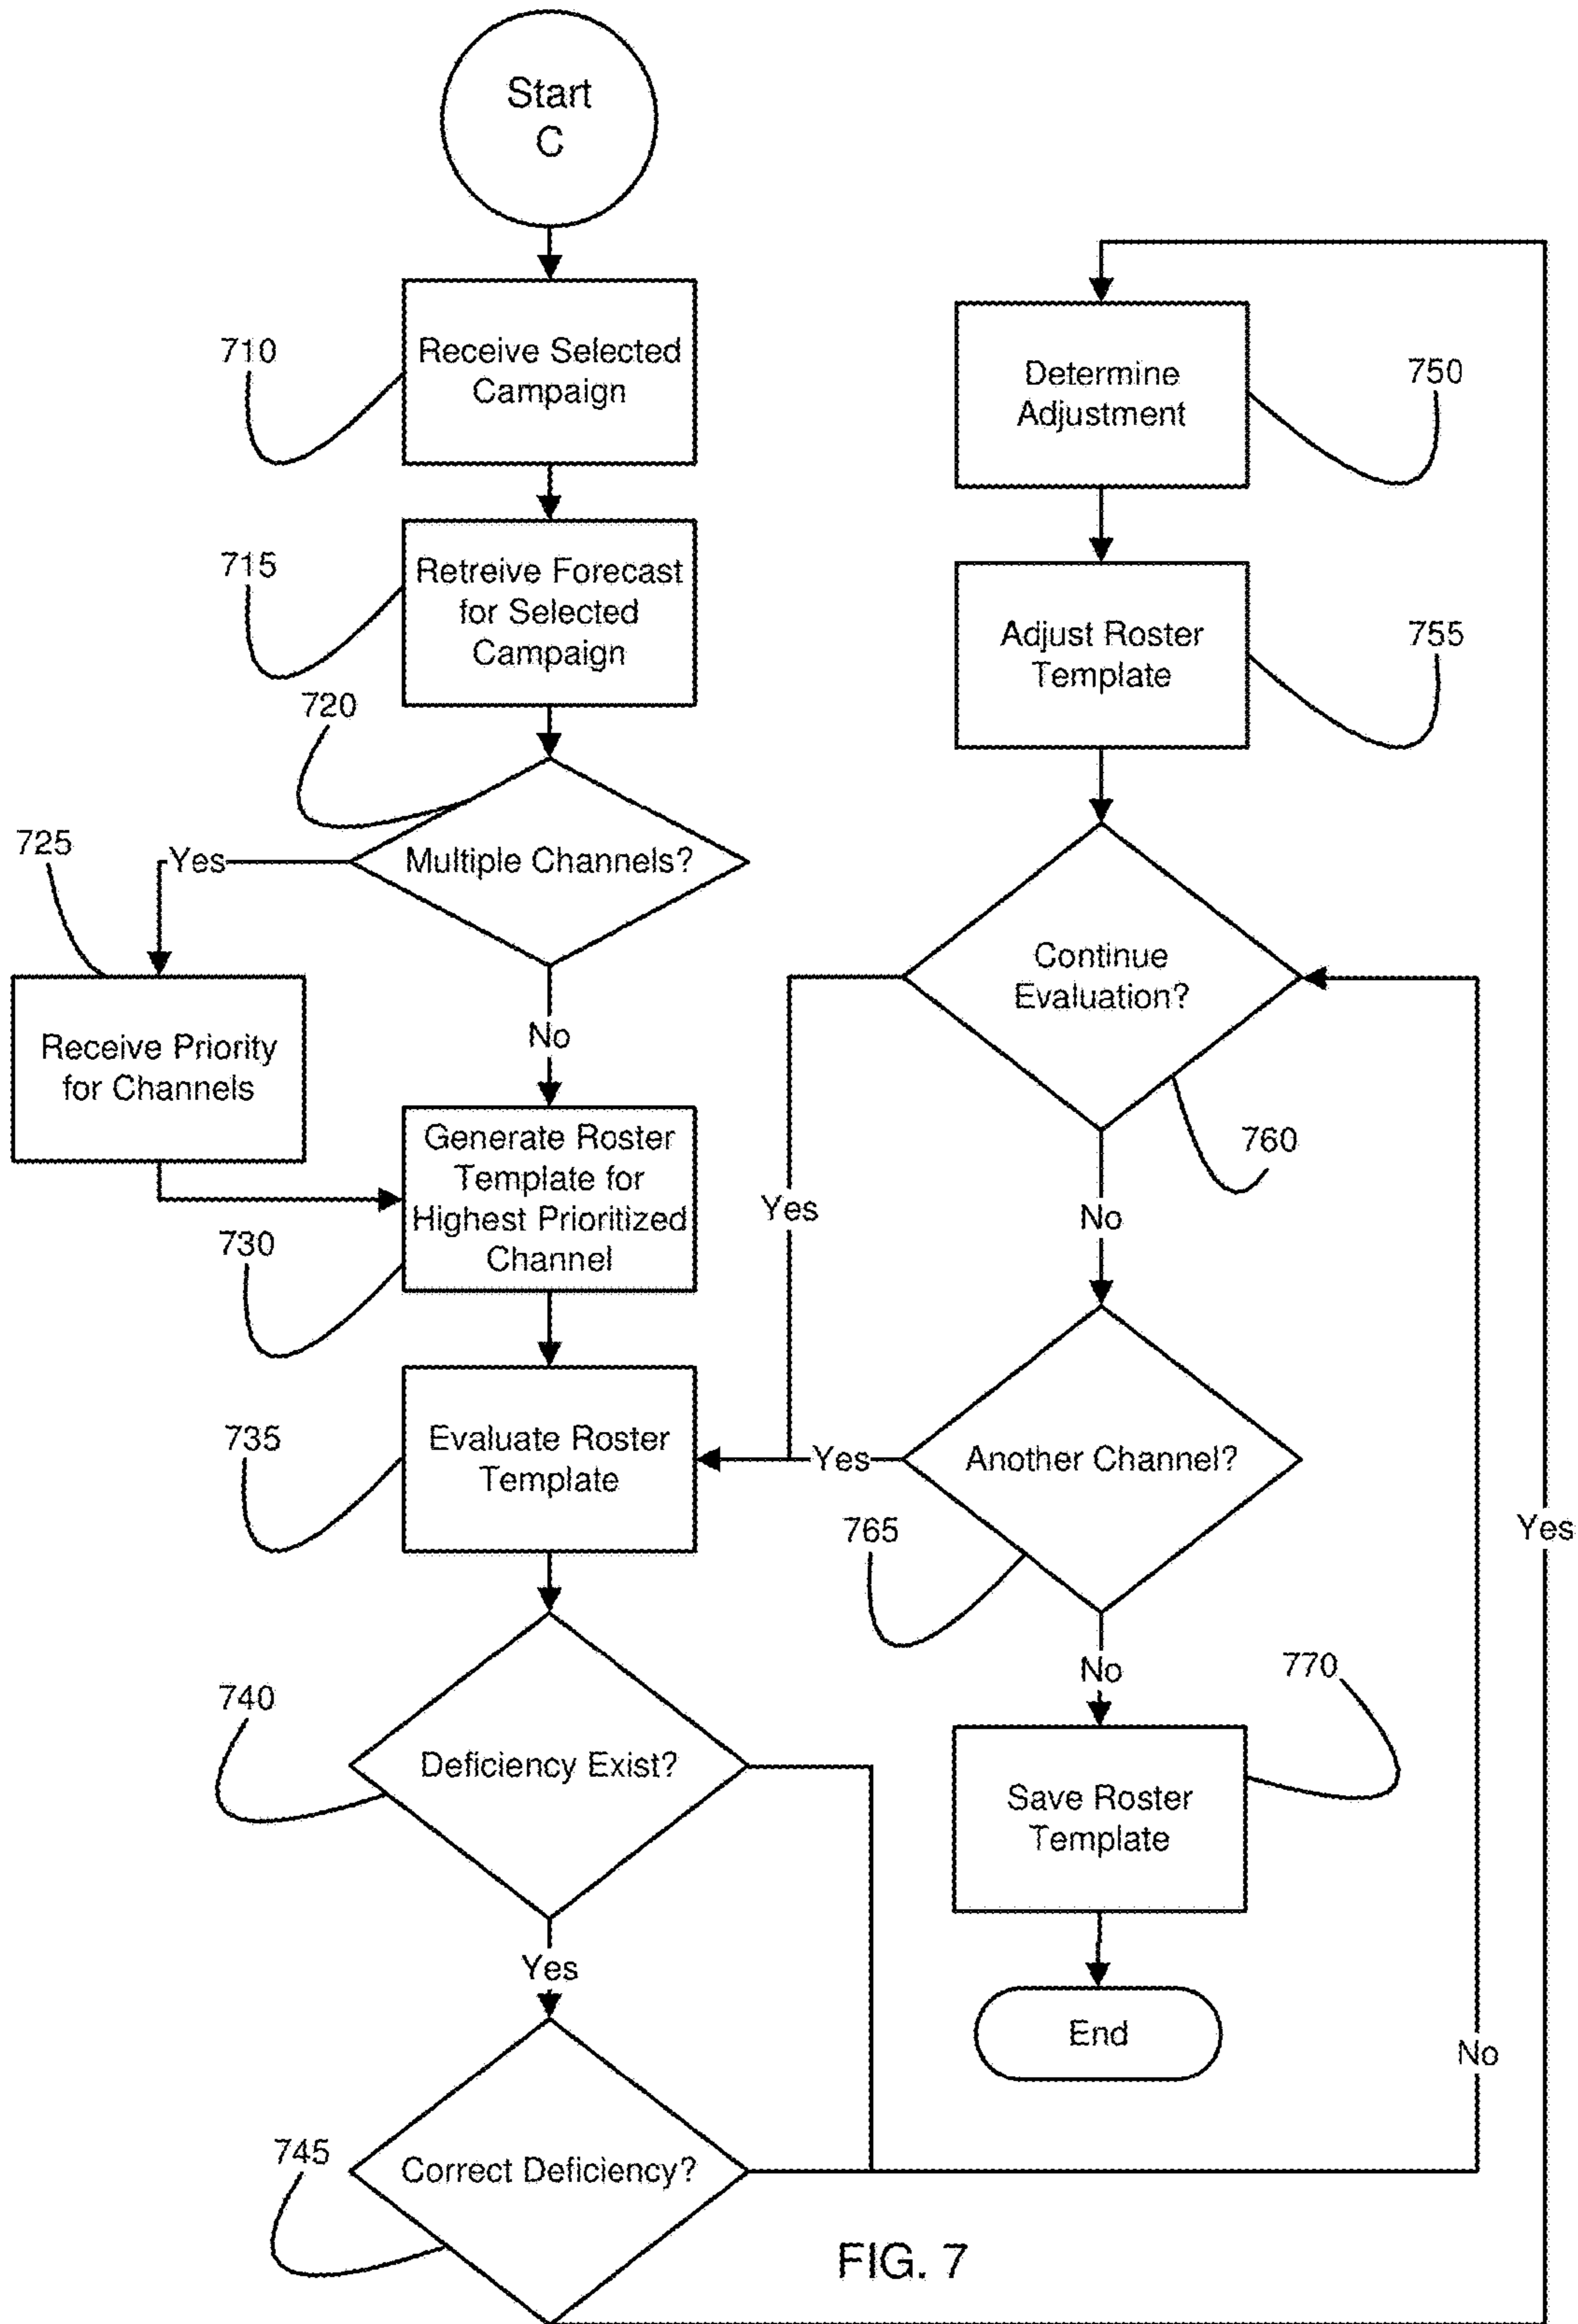 Start
C
710
Receive Selected
Campaign
715
Retreive Forecast
for Selected
Campaign
720
Multiple Channels?
Yes
725
Receive Priority
for Channels
No
Generate Roster
Template for
Highest Prioritized
Channel
730
735
Evaluate Roster
Template
740
Deficiency Exist?
Yes
745
Correct Deficiency?
Determine
Adjustment
750
Adjust Roster
Template
755
Continue
Evaluation?
760
Yes
No
Another Channel?
Yes
765
No
770
Save Roster
Template
End
No
Yes
FIG. 7